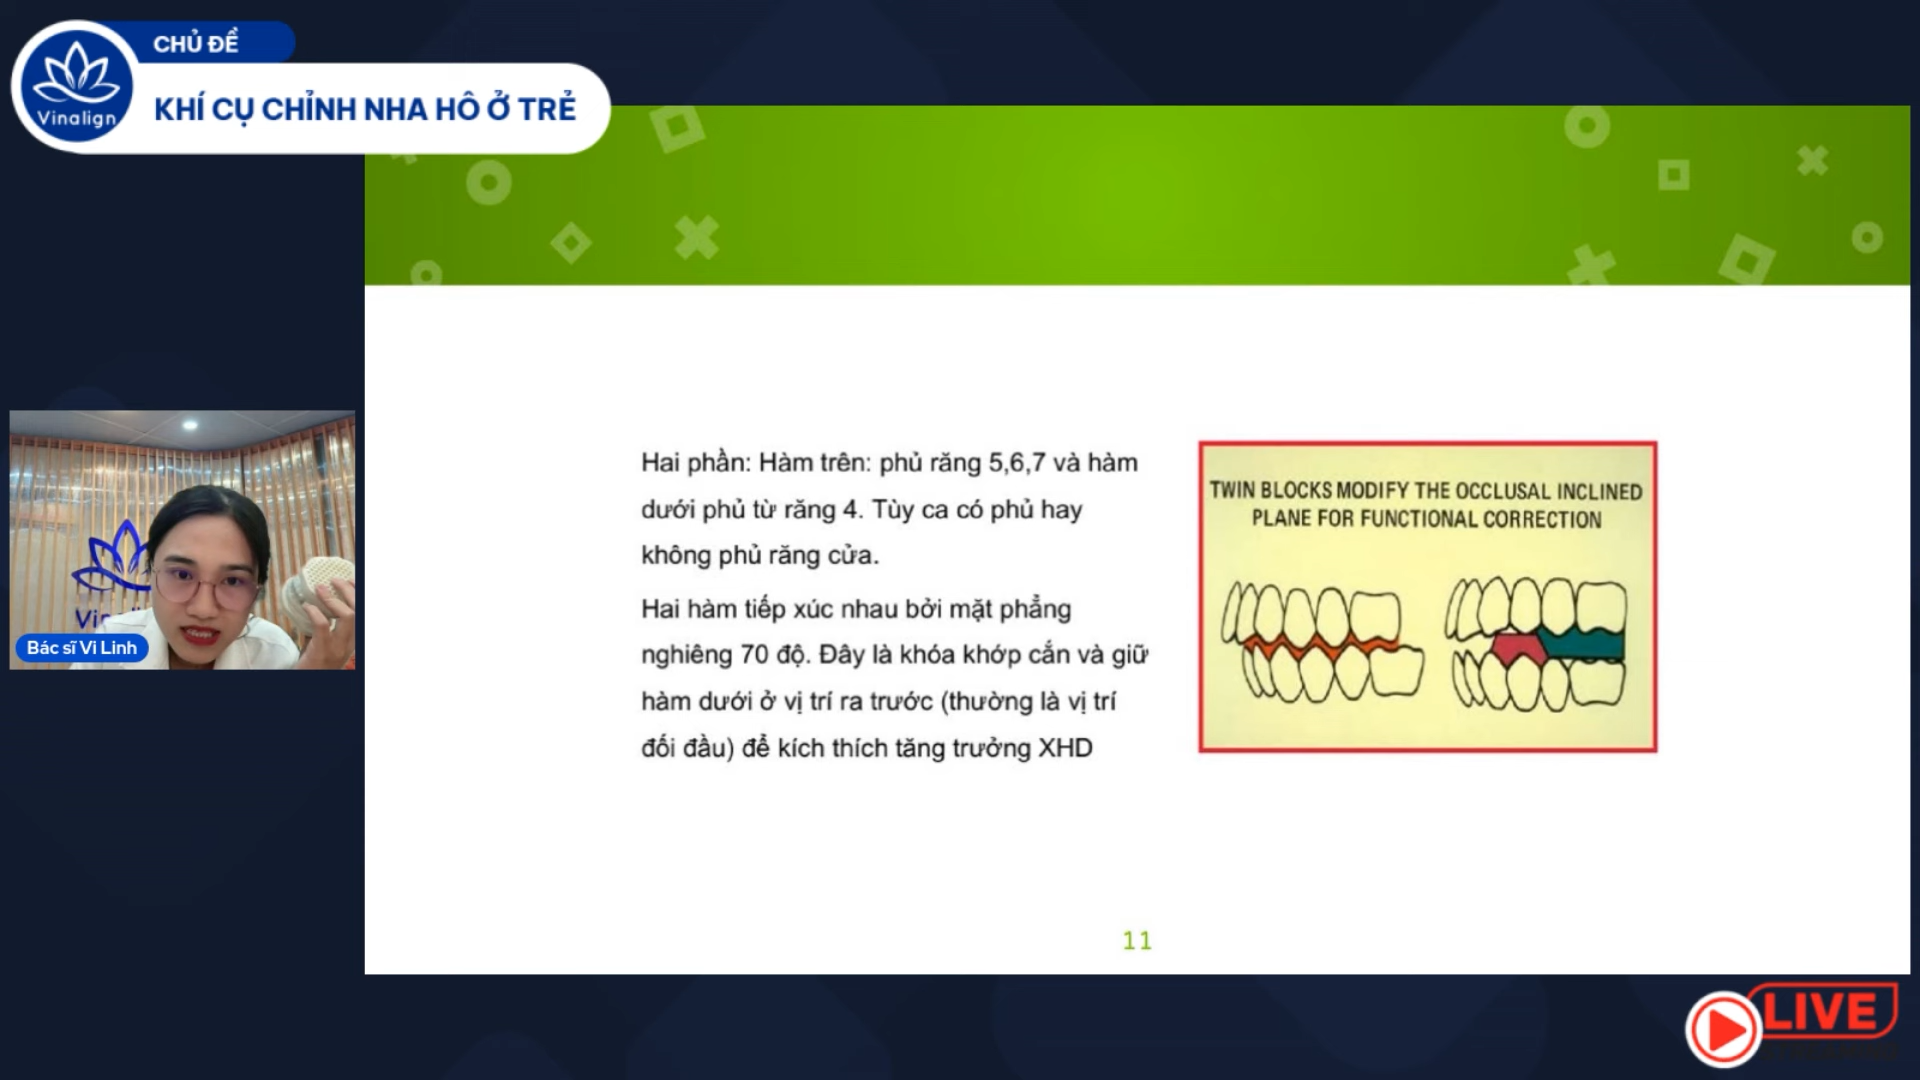 CHỦ ĐỀ
KHÍ CỤ CHỈNH NHA HÔ Ở TRẺ
Vinalign
Hai phần: Hàm trên: phủ răng 5,6,7 và hàm
dưới phủ từ răng 4. Tùy ca có phủ hay
không phủ răng cửa.
Hai hàm tiếp xúc nhau bởi mặt phẳng
nghiêng 70 độ. Đây là khóa khớp cắn và giữ
hàm dưới ở vị trí ra trước (thường là vị trí
đối đầu) để kích thích tăng trưởng XHD
TWIN BLOCKS MODIFY THE OCCLUSAL INCLINED
PLANE FOR FUNCTIONAL CORRECTION
Bác sĩ Vi Linh
11
LIVE